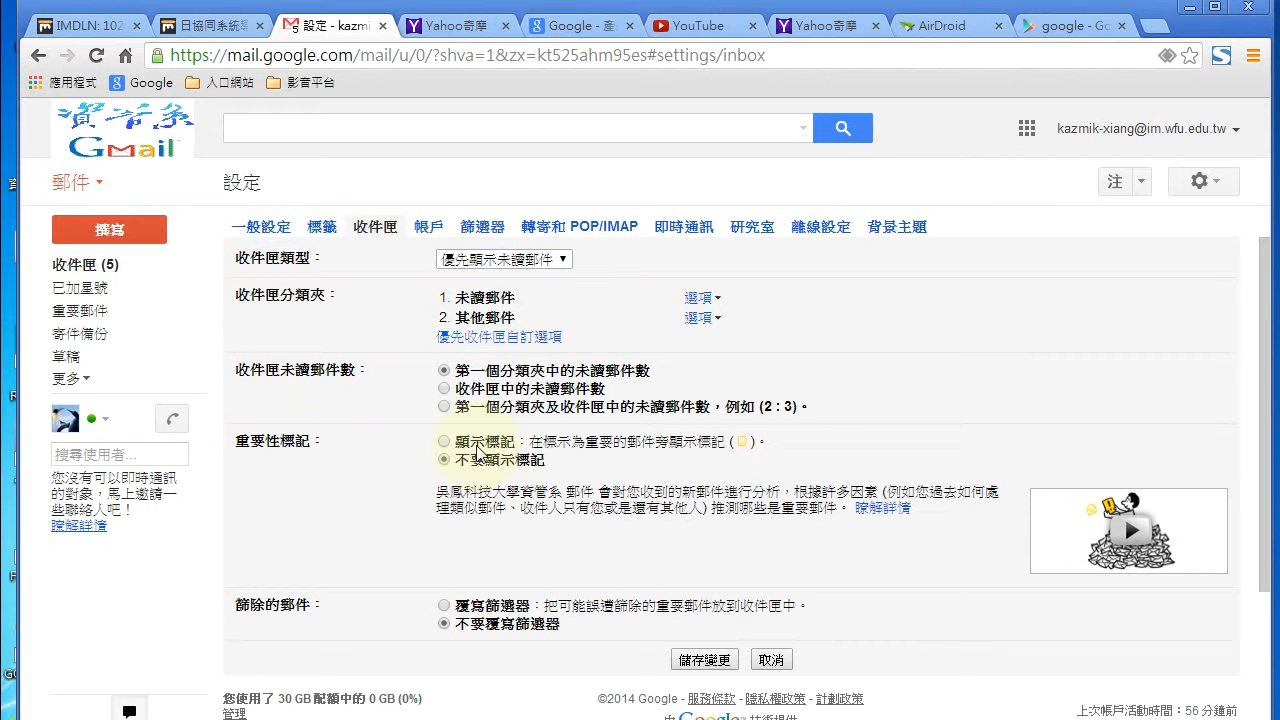 IMDLN: 102
日協同系統導
設定 - kazmik
Yahoo奇摩
Google - 產
YouTube
Yahoo奇摩
AirDroid
google - Go
https://mail.google.com/mail/u/0/?shva=1&zx=kt525ahm95es#settings/inbox
應用程式
Google
入口網站
影音平台
資管系
Gmail
kazmik-xiang@im.wfu.edu.tw
郵件
設定
注
撰寫
一般設定 標籤 收件匣 帳戶 篩選器 轉寄和 POP/IMAP 即時通訊 研究室 離線設定 背景主題
收件匣 (5)
已加星號
重要郵件
寄件備份
草稿
更多
搜尋使用者...
您沒有可以即時通訊
的對象，馬上邀請一
些聯絡人吧！
瞭解詳情
收件匣類型：
優先顯示未讀郵件
收件匣分類夾：
1. 未讀郵件 選項
2. 其他郵件 選項
優先收件匣自訂選項
收件匣未讀郵件數：
第一個分類夾中的未讀郵件數
收件匣中的未讀郵件數
第一個分類夾及收件匣中的未讀郵件數，例如 (2 : 3)。
重要性標記：
顯示標記：在標示為重要的郵件旁顯示標記 ( )。
不要顯示標記
吳鳳科技大學資管系 郵件 會對您收到的新郵件進行分析，根據許多因素 (例如您過去如何處
理類似郵件、收件人只有您或是還有其他人) 推測哪些是重要郵件。 瞭解詳情
篩除的郵件：
覆寫篩選器：把可能誤遭篩除的重要郵件放到收件匣中。
不要覆寫篩選器
儲存變更 取消
您使用了 30 GB 配額中的 0 GB (0%)
管理
©2014 Google - 服務條款 - 隱私權政策 - 計劃政策
上次帳戶活動時間：56 分鐘前